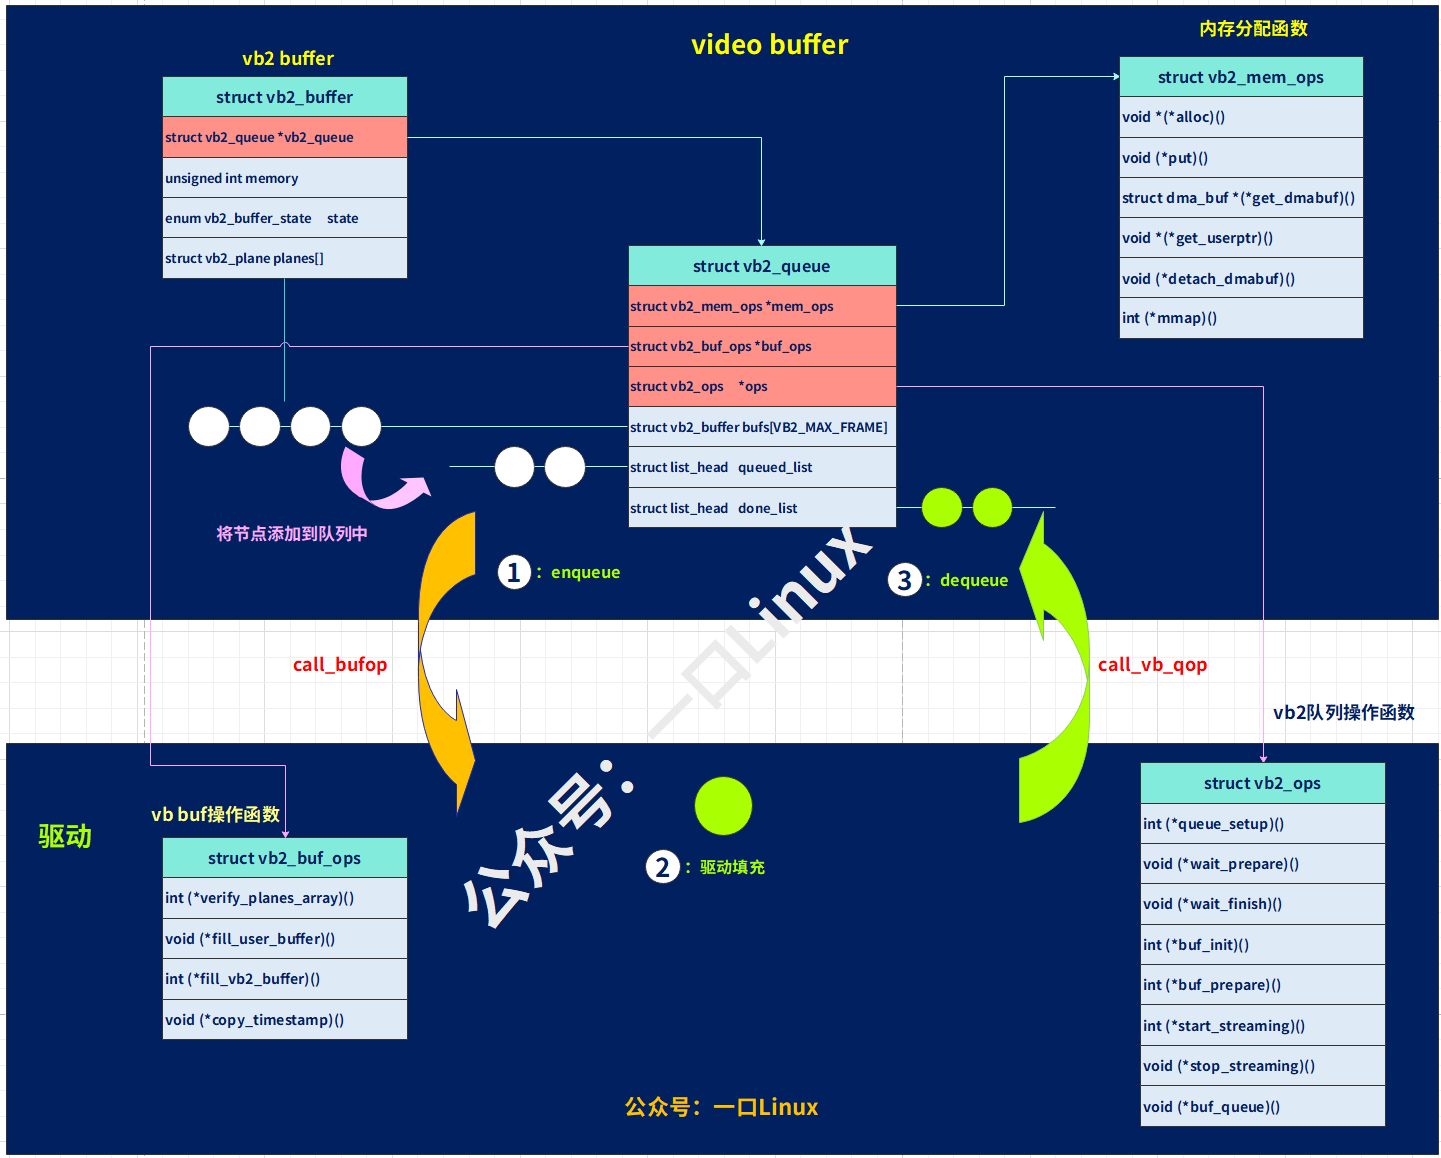 video buffer
vb2 buffer
struct vb2_buffer
struct vb2_queue *vb2_queue
unsigned int memory
enum vb2_buffer_state state
struct vb2_plane planes[]
内存分配函数
struct vb2_mem_ops
void *(*alloc)()
void (*put)()
struct dma_buf *(*get_dmabuf)()
void *(*get_userptr)()
void (*detach_dmabuf)()
int (*mmap)()
struct vb2_queue
struct vb2_mem_ops *mem_ops
struct vb2_buf_ops *buf_ops
struct vb2_ops *ops
struct vb2_buffer bufs[VB2_MAX_FRAME]
struct list_head queued_list
struct list_head done_list
将节点添加到队列中
1 : enqueue
3 : dequeue
call_bufop
call_vb_qop
公众号：一口Linux
vb2队列操作函数
驱动
vb buf操作函数
struct vb2_buf_ops
int (*verify_planes_array)()
void (*fill_user_buffer)()
int (*fill_vb2_buffer)()
void (*copy_timestamp)()
2 : 驱动填充
struct vb2_ops
int (*queue_setup)()
void (*wait_prepare)()
void (*wait_finish)()
int (*buf_init)()
int (*buf_prepare)()
int (*start_streaming)()
void (*stop_streaming)()
void (*buf_queue)()
公众号：一口Linux